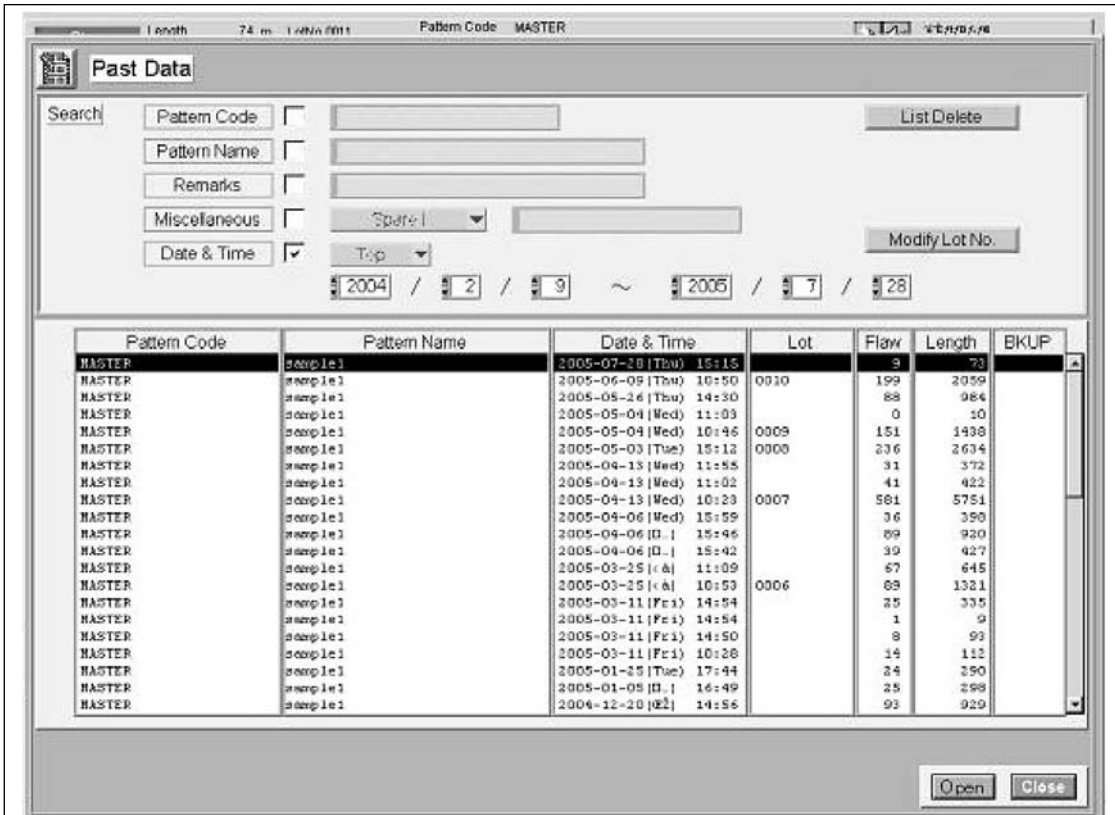 Length 74 m LotNo 0011 Pattern Code MASTER
Past Data
Search Pattern Code List Delete
Pattern Name
Remarks
Miscellaneous Spare 1
Modify Lot No.
Date & Time Top
2004 / 2 / 9 ~ 2005 / 7 / 28
Pattern Code Pattern Name Date & Time Lot Flaw Length BKUP
MASTER sample1 2005-07-28(Thu) 15:15 9 73
MASTER sample1 2005-06-09(Thu) 10:50 0010 199 2059
MASTER sample1 2005-05-26(Thu) 14:30 88 984
MASTER sample1 2005-05-04(Wed) 11:03 0 10
MASTER sample1 2005-05-04(Wed) 10:46 0009 151 1438
MASTER sample1 2005-05-03(Tue) 15:12 0008 236 2634
MASTER sample1 2005-04-13(Wed) 11:55 31 372
MASTER sample1 2005-04-13(Wed) 11:02 41 422
MASTER sample1 2005-04-13(Wed) 10:23 0007 581 5751
MASTER sample1 2005-04-06(Wed) 15:59 36 398
MASTER sample1 2005-04-06 15:46 89 920
MASTER sample1 2005-04-06 15:42 39 427
MASTER sample1 2005-03-25 11:09 67 645
MASTER sample1 2005-03-25 10:53 0006 89 1321
MASTER sample1 2005-03-11(Fri) 14:54 25 335
MASTER sample1 2005-03-11(Fri) 14:54 1 9
MASTER sample1 2005-03-11(Fri) 14:50 8 93
MASTER sample1 2005-03-11(Fri) 10:28 14 112
MASTER sample1 2005-01-25(Tue) 17:44 24 290
MASTER sample1 2005-01-05 16:49 25 298
MASTER sample1 2004-12-20 14:56 93 929
Open Close